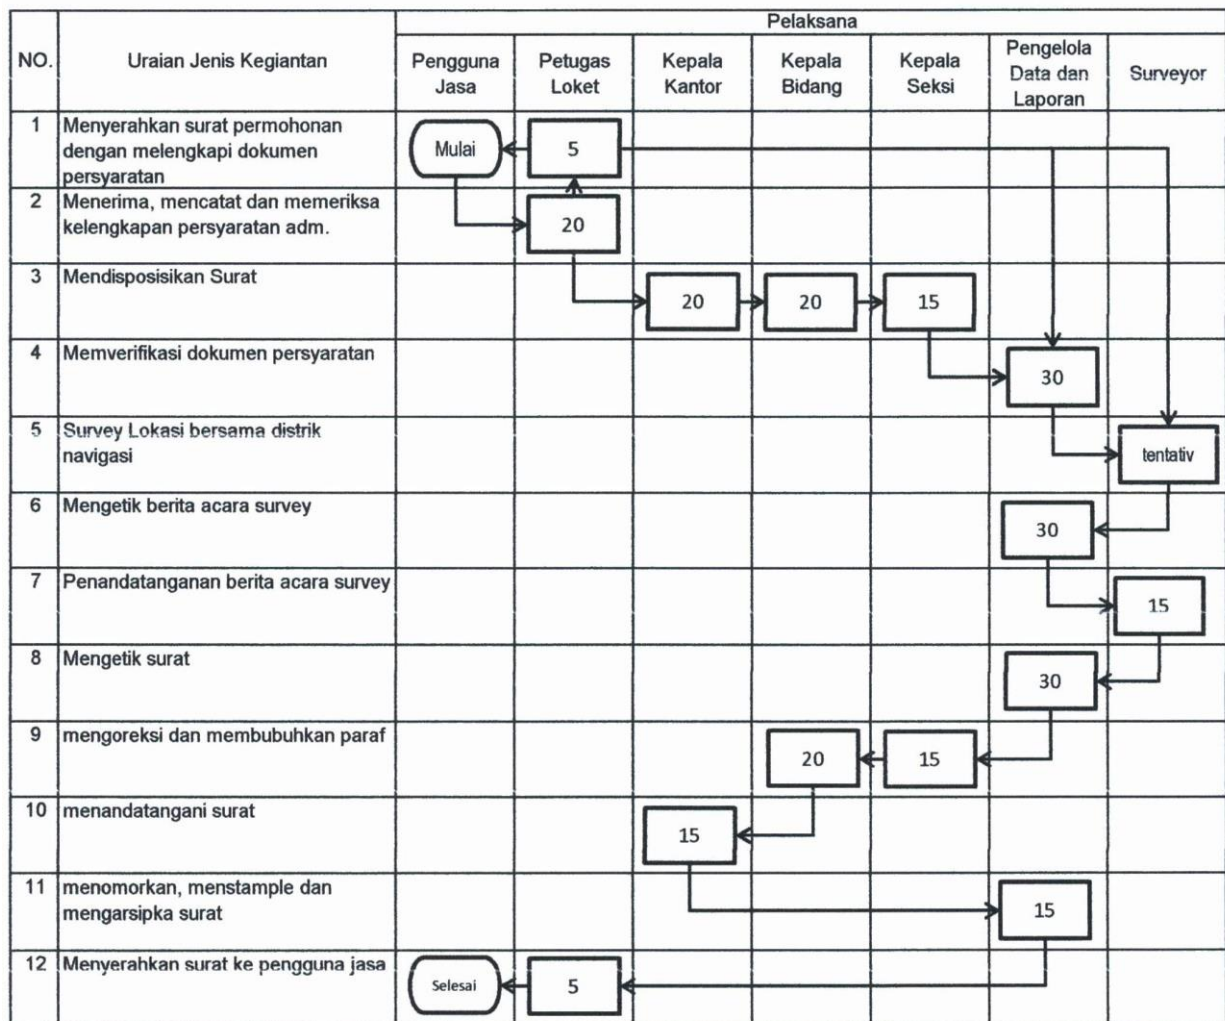 Pelaksana
NO. Uraian Jenis Kegiantan Pengguna Jasa Petugas Loket Kepala Kantor Kepala Bidang Kepala Seksi Pengelola Data dan Laporan Surveyor
1 Menyerahkan surat permohonan
dengan melengkapi dokumen
persyaratan
Mulai 5
2 Menerima, mencatat dan memeriksa
kelengkapan persyaratan adm.
20
3 Mendisposisikan Surat
20 20 15
4 Memverifikasi dokumen persyaratan
30
5 Survey Lokasi bersama distrik
navigasi
tentativ
6 Mengetik berita acara survey
30
7 Penandatanganan berita acara survey
15
8 Mengetik surat
30
9 mengoreksi dan membubuhkan paraf
20 15
10 menandatangani surat
15
11 menomorkan, menstample dan
mengarsipka surat
15
12 Menyerahkan surat ke pengguna jasa
Selesai 5